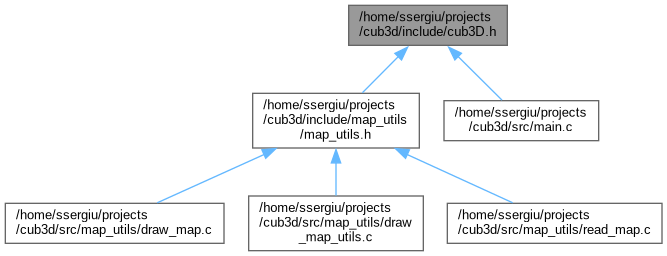 /home/ssergiu/projects
/cub3d/include/cub3D.h
/home/ssergiu/projects
/cub3d/include/map_utils
/map_utils.h
/home/ssergiu/projects
/cub3d/src/main.c
/home/ssergiu/projects
/cub3d/src/map_utils/draw_map.c
/home/ssergiu/projects
/cub3d/src/map_utils/draw
_map_utils.c
/home/ssergiu/projects
/cub3d/src/map_utils/read_map.c